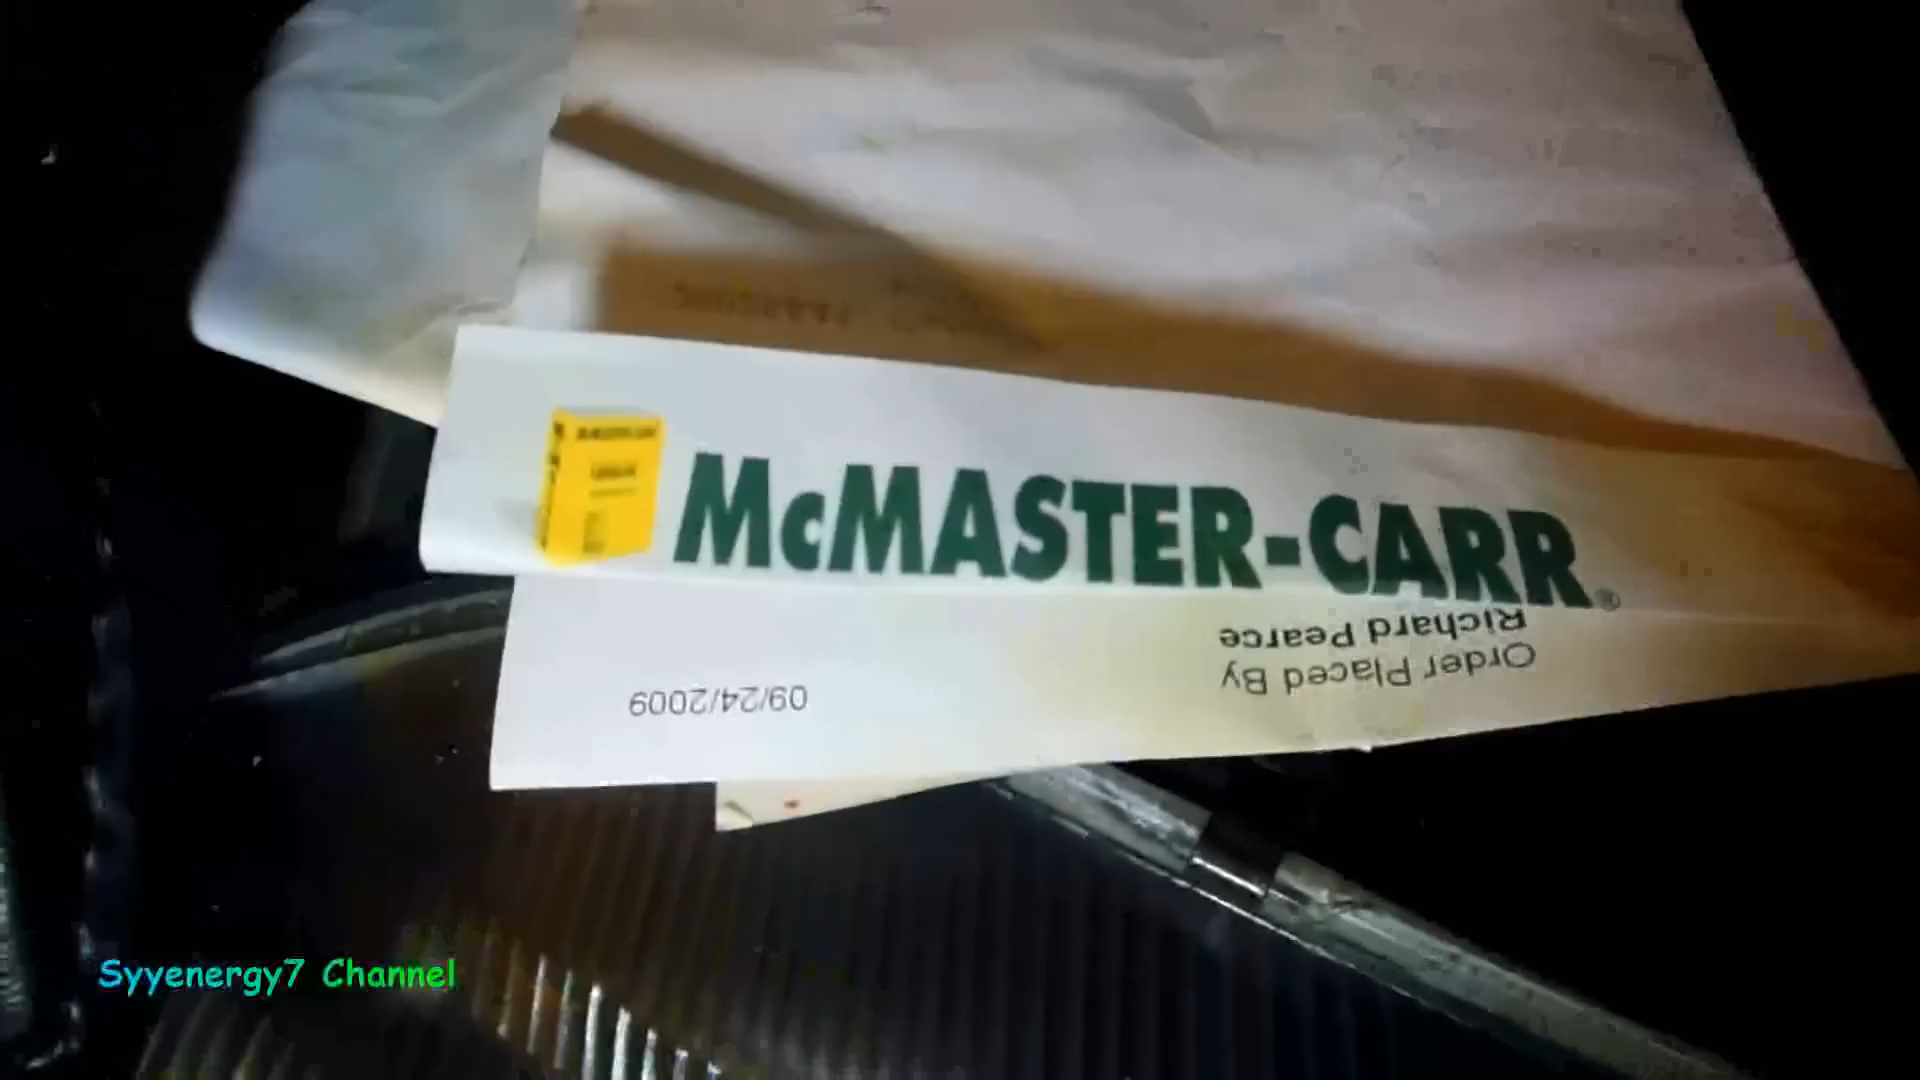 McMASTER-CARR®
Order Placed By
Richard Pearce
09/24/2009
Syyenergy7 Channel